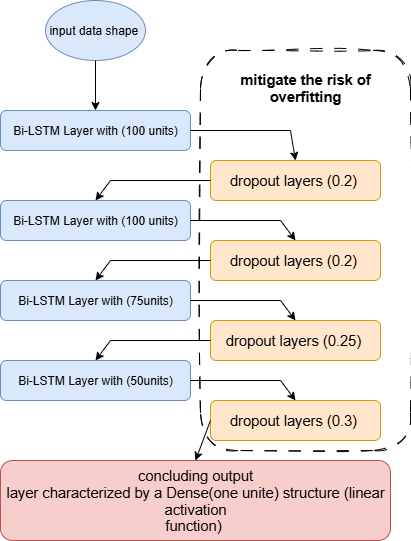 input data shape
mitigate the risk of
overfitting
Bi-LSTM Layer with (100 units)
dropout layers (0.2)
Bi-LSTM Layer with (100 units)
dropout layers (0.2)
Bi-LSTM Layer with (75units)
dropout layers (0.25)
Bi-LSTM Layer with (50units)
dropout layers (0.3)
concluding output
layer characterized by a Dense(one unite) structure (linear
activation
function)